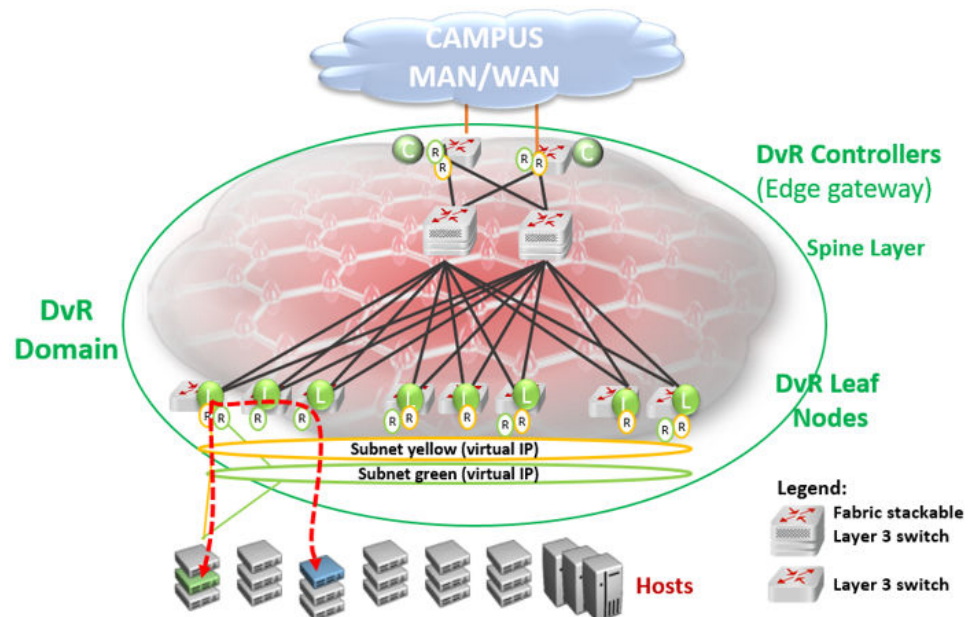 CAMPUS
MAN/WAN
C
R
R
R
R
C
DvR Controllers
(Edge gateway)
Spine Layer
DvR
Domain
L
L
L
L
L
L
L
L
DvR Leaf
Nodes
R
R
R
R
R
R
R
R
R
R
R
R
Subnet yellow (virtual IP)
Subnet green (virtual IP)
Legend:
Fabric stackable
Layer 3 switch
Layer 3 switch
Hosts